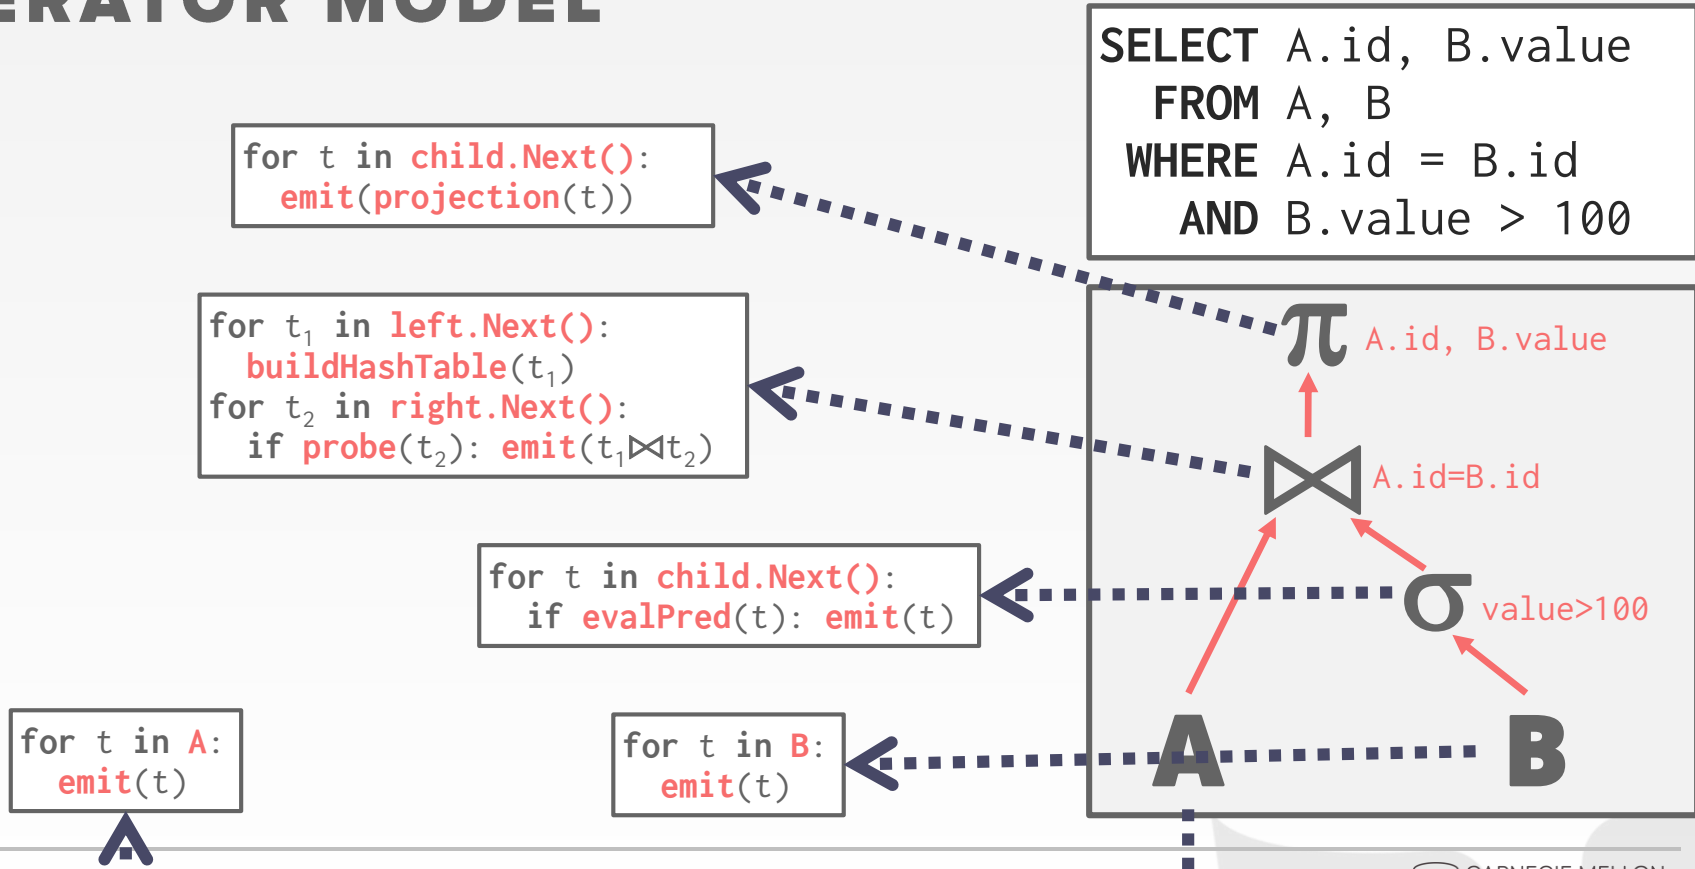 ERATOR MODEL
SELECT A.id, B.value
FROM A, B
WHERE A.id = B.id
AND B.value > 100
for t in child.Next():
emit(projection(t))
for t₁ in left.Next():
buildHashTable(t₁)
for t₂ in right.Next():
if probe(t₂): emit(t₁⋈t₂)
for t in child.Next():
if evalPred(t): emit(t)
for t in A:
emit(t)
for t in B:
emit(t)
π A.id, B.value
⋈ A.id=B.id
σ value>100
A B
CARNEGIE MELLON